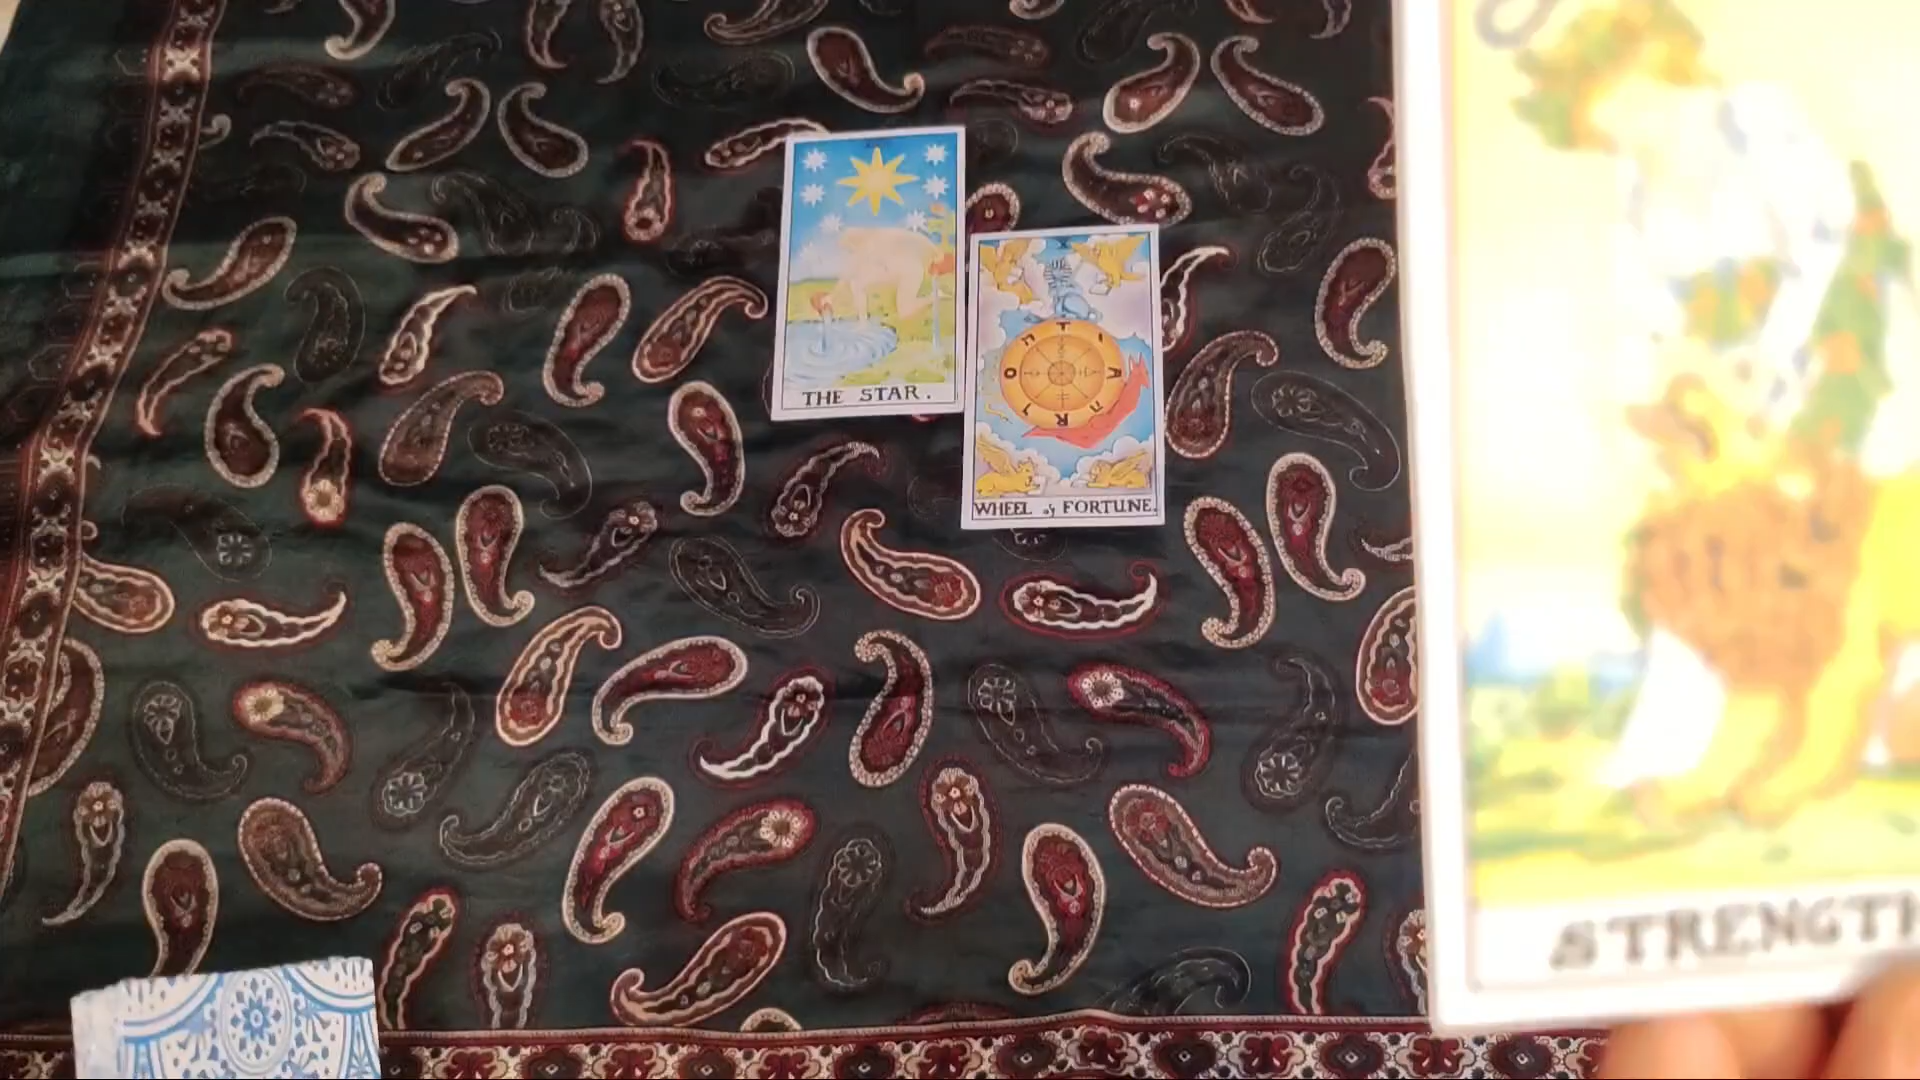 THE STAR.
X
T
A
R
O
WHEEL of FORTUNE.
STRENGTH